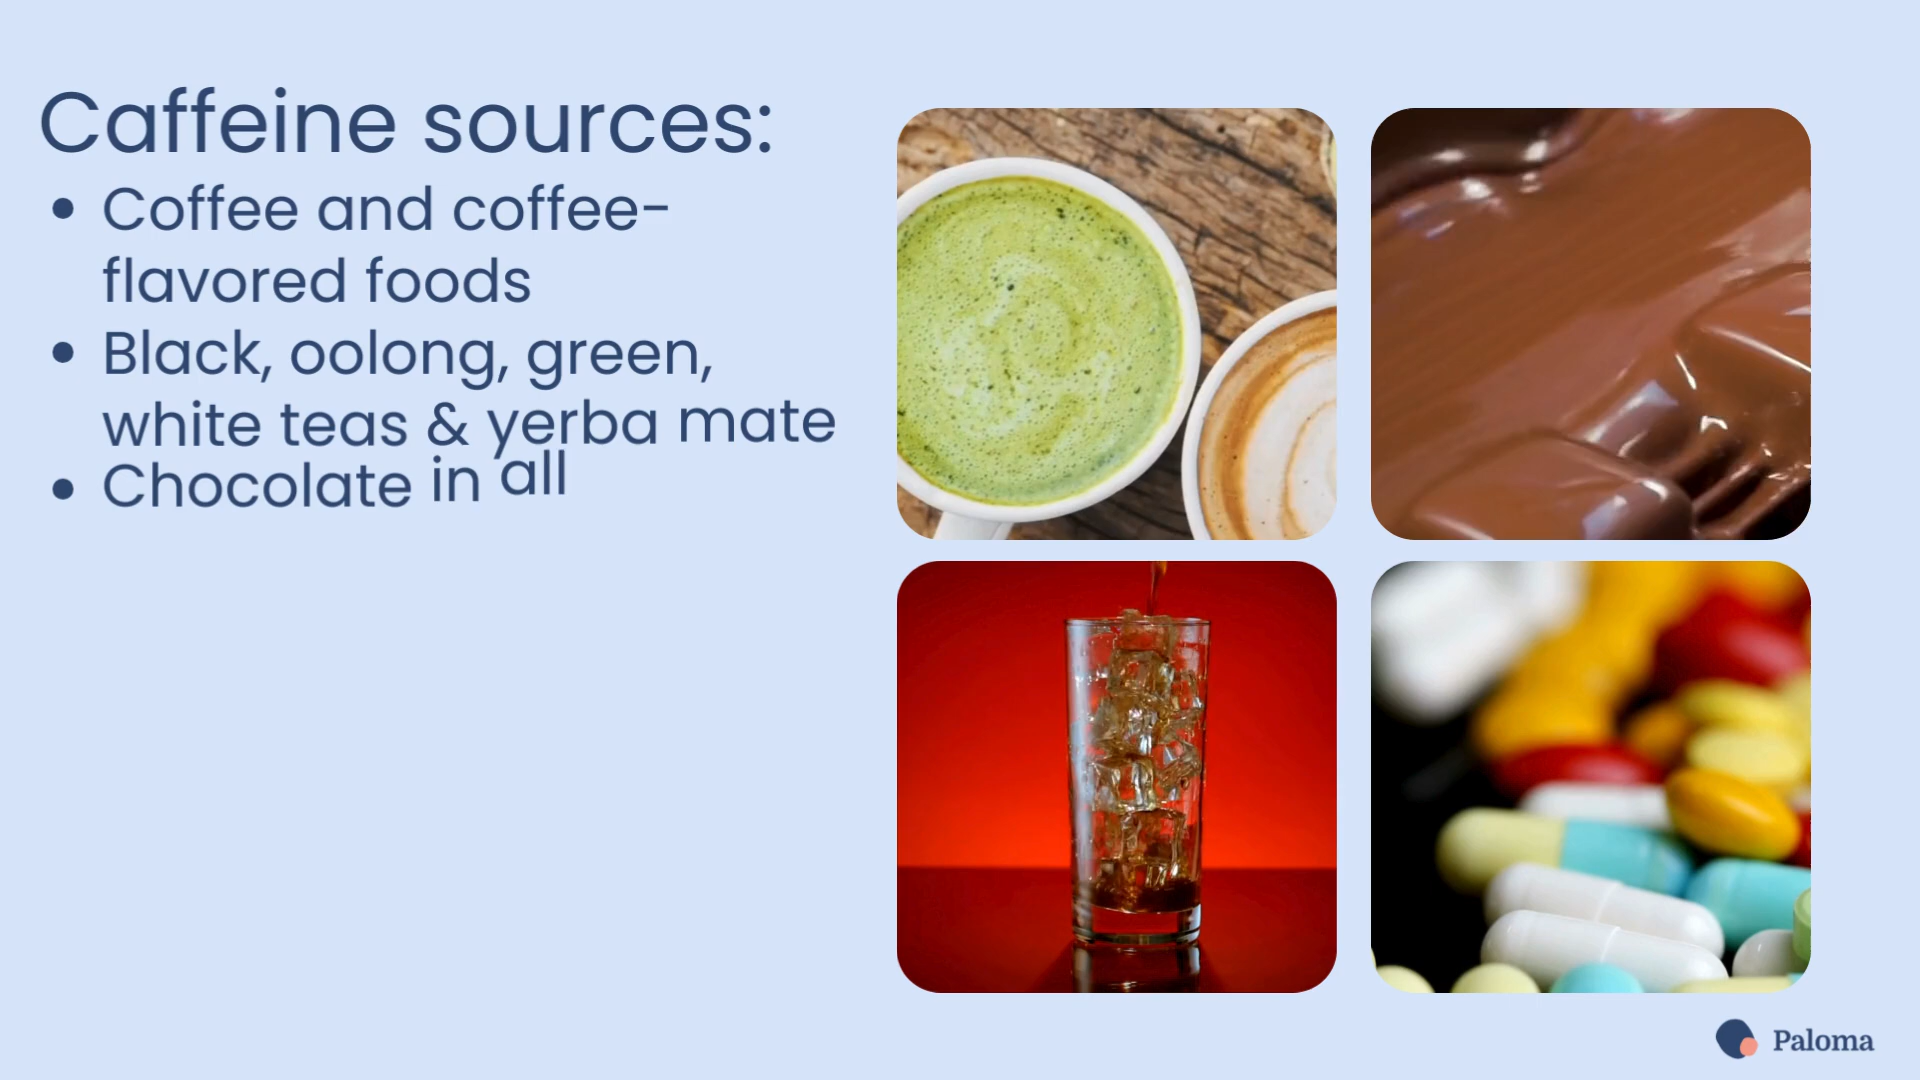 Caffeine sources:
• Coffee and coffee-
flavored foods
• Black, oolong, green,
white teas & yerba mate
• Chocolate in all
Paloma